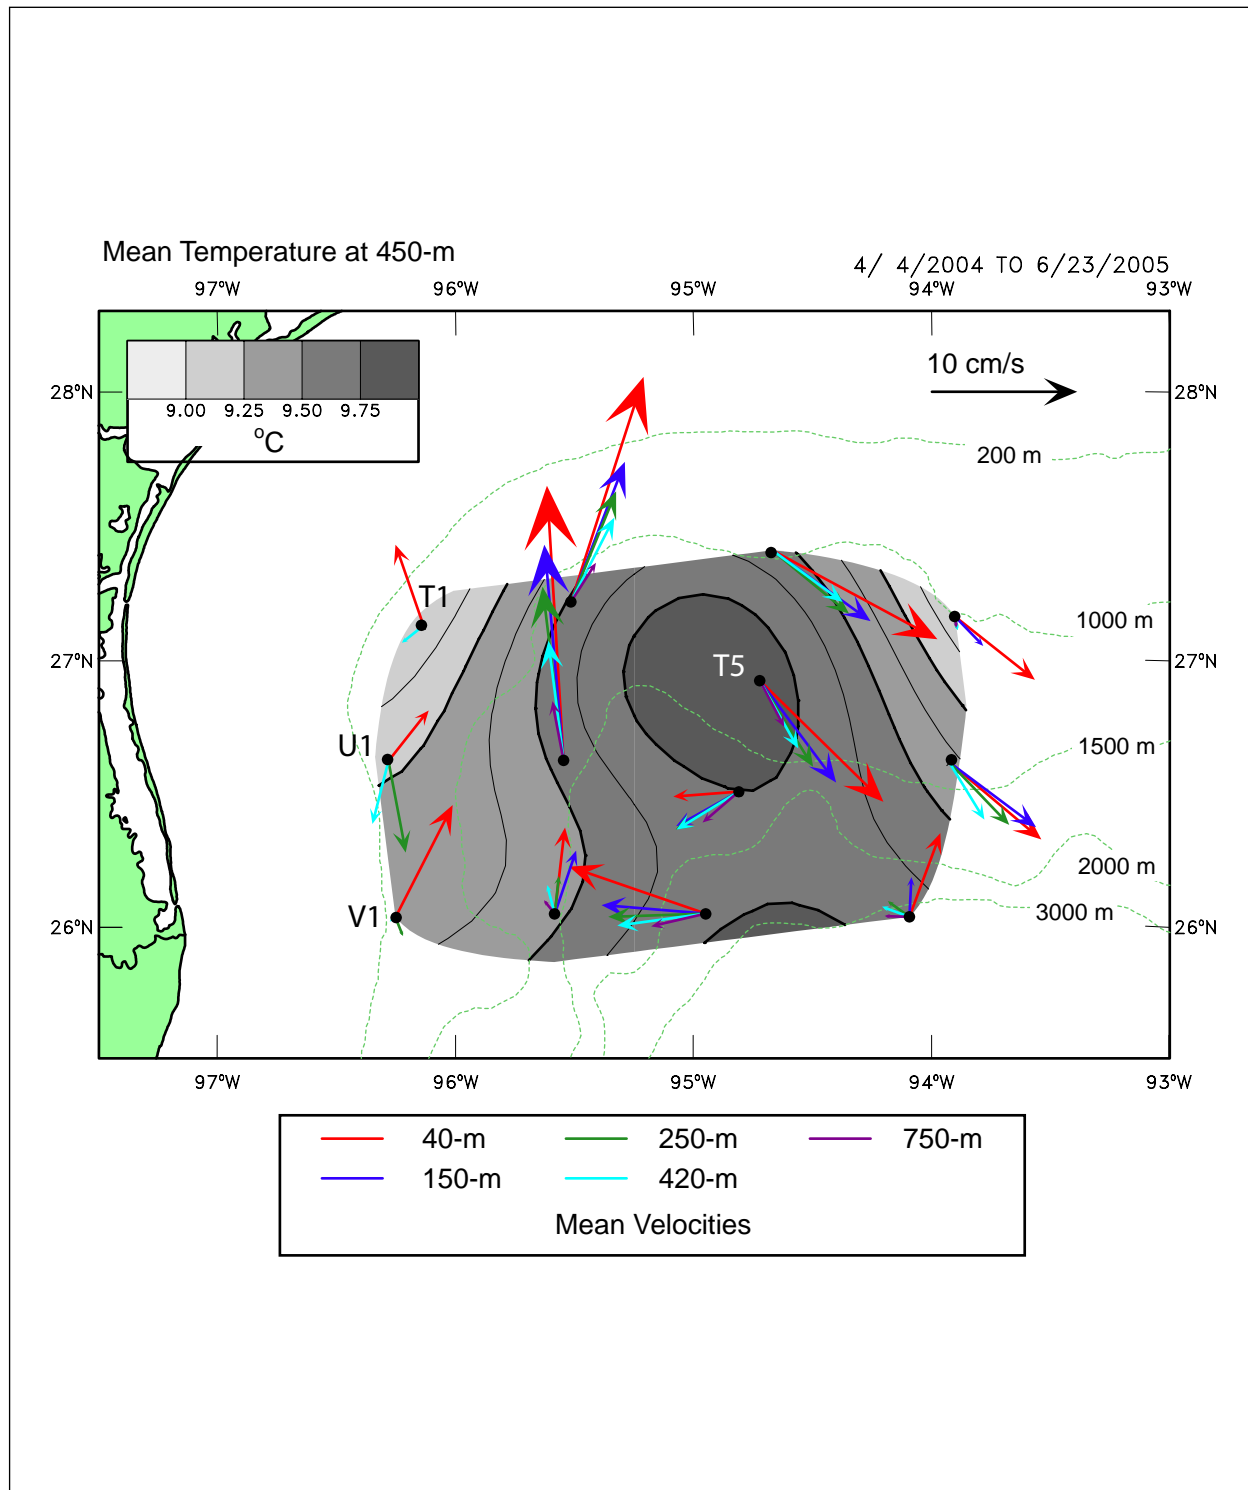 Mean Temperature at 450-m
4/ 4/2004 TO 6/23/2005
97°W 96°W 95°W 94°W 93°W
10 cm/s
28°N 28°N
9.00 9.25 9.50 9.75
°C
200 m
T1
1000 m
27°N 27°N
T5
U1
1500 m
2000 m
V1
3000 m
26°N 26°N
97°W 96°W 95°W 94°W 93°W
40-m 250-m 750-m
150-m 420-m
Mean Velocities